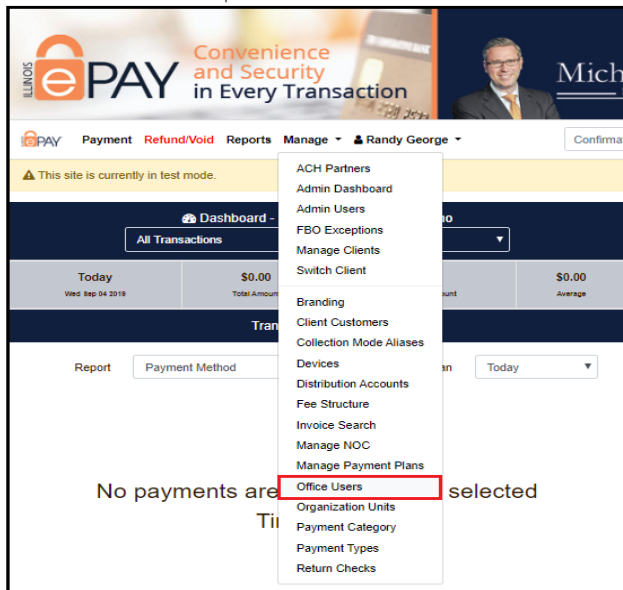 ILLINOIS
ePAY
Convenience
and Security
in Every Transaction
Mich
ePAY Payment Refund/Void Reports Manage Randy George Confirma
This site is currently in test mode.
Dashboard - no
All Transactions
Today
Wed Sep 04 2019
$0.00
Total Amoun
ount
$0.00
Average
Tran
Report Payment Method an Today
No payments are selected
Ti
ACH Partners
Admin Dashboard
Admin Users
FBO Exceptions
Manage Clients
Switch Client
Branding
Client Customers
Collection Mode Aliases
Devices
Distribution Accounts
Fee Structure
Invoice Search
Manage NOC
Manage Payment Plans
Office Users
Organization Units
Payment Category
Payment Types
Return Checks